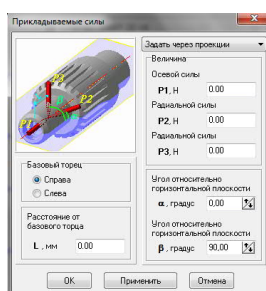 Прикладываемые силы
Задать через проекции
Величина
Осевой силы
P1, Н 0.00
Радиальной силы
P2, Н 0.00
Радиальной силы
P3, Н 0.00
P3
P2
P1
Базовый торец
Справа
Слева
Расстояние от
базового торца
L , мм 0.00
Угол относительно
горизонтальной плоскости
α , градус 0,00
Угол относительно
горизонтальной плоскости
β , градус 90,00
OK
Применить
Отмена